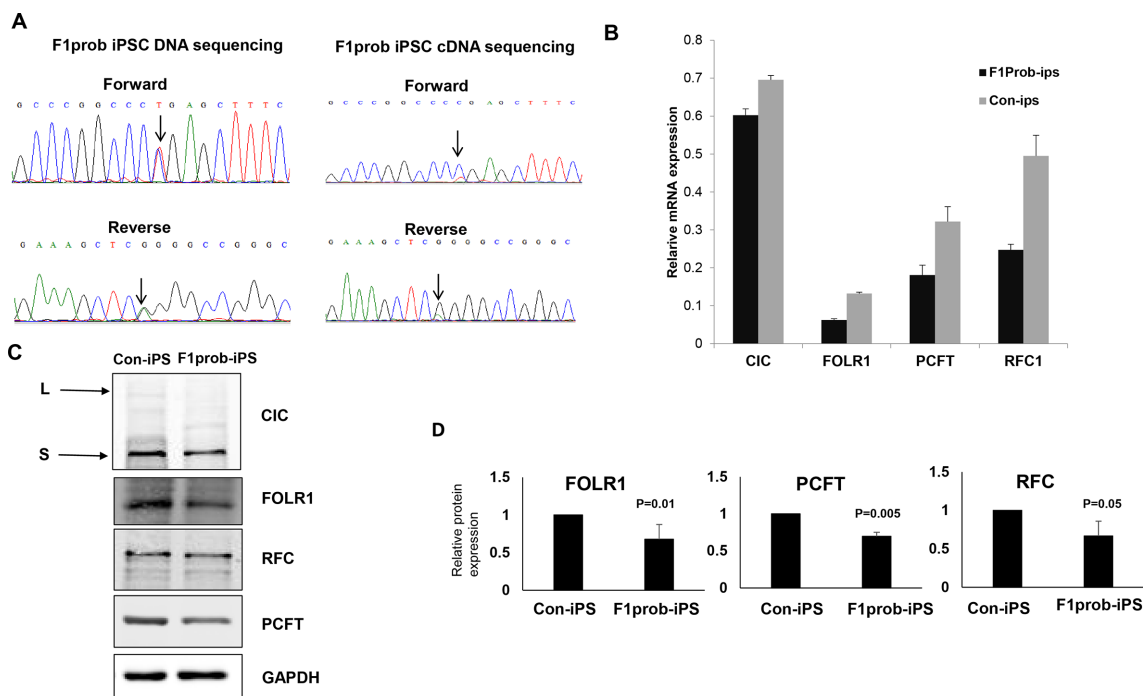 A
F1prob iPSC DNA sequencing
Forward
G C C C G G C C C T G A G C T T T C
Reverse
G A A A G C T C G G G G C C G G G C
F1prob iPSC cDNA sequencing
Forward
G C C C G G C C C C G A G C T T T C
Reverse
G A A A G C T C G G G G C C G G G C
B
Relarive mRNA expression
0.8
0.7
0.6
0.5
0.4
0.3
0.2
0.1
0
F1Prob-ips
Con-ips
CIC FOLR1 PCFT RFC1
C
Con-iPS F1prob-iPS
L
S
CIC
FOLR1
RFC
PCFT
GAPDH
D
Relative protein
expression
1.5
1
0.5
0
FOLR1
P=0.01
Con-iPS F1prob-iPS
1.5
1
0.5
0
PCFT
P=0.005
Con-iPS F1prob-iPS
1.5
1
0.5
0
RFC
P=0.05
Con-iPS F1prob-iPS